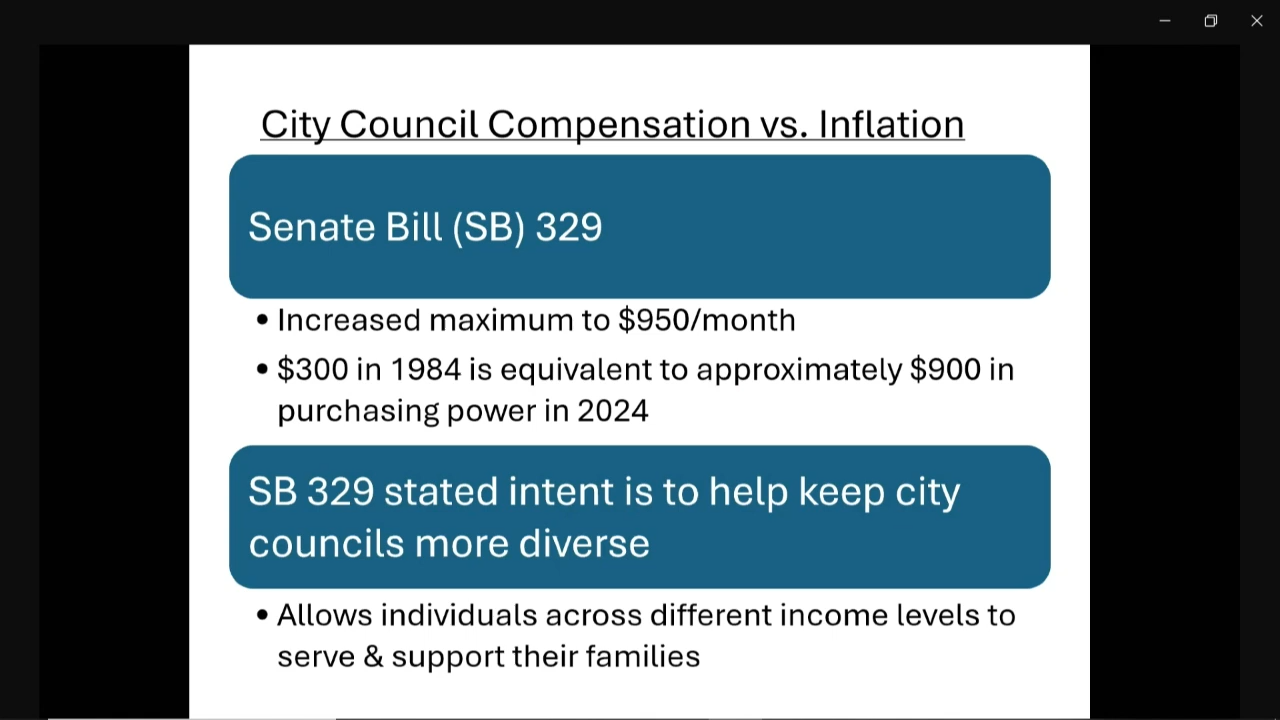 City Council Compensation vs. Inflation
Senate Bill (SB) 329
• Increased maximum to $950/month
• $300 in 1984 is equivalent to approximately $900 in
purchasing power in 2024
SB 329 stated intent is to help keep city
councils more diverse
• Allows individuals across different income levels to
serve & support their families